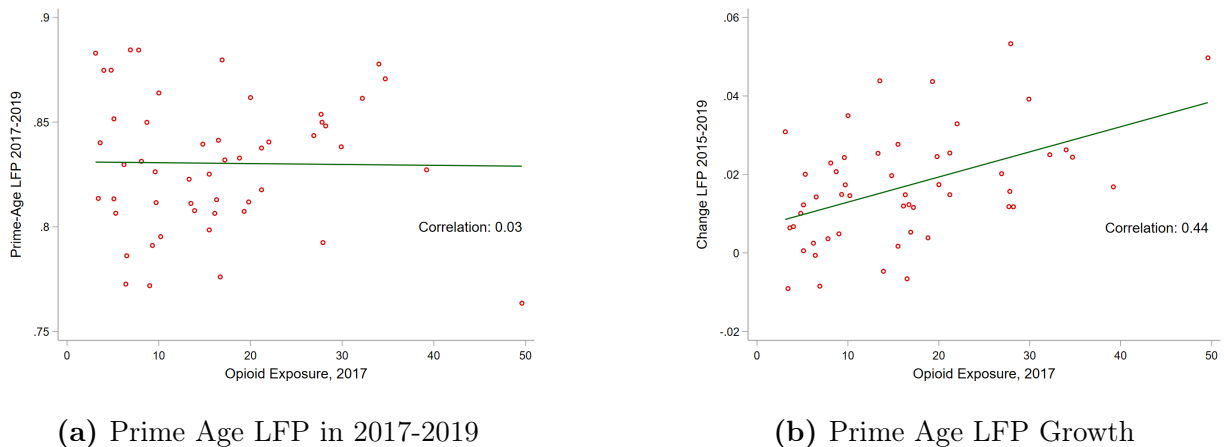 .9
.85
.8
.75
Prime-Age LFP 2017-2019
Correlation: 0.03
0 10 20 30 40 50
Opioid Exposure, 2017
(a) Prime Age LFP in 2017-2019
.06
.04
.02
0
-.02
Change LFP 2015-2019
Correlation: 0.44
0 10 20 30 40 50
Opioid Exposure, 2017
(b) Prime Age LFP Growth